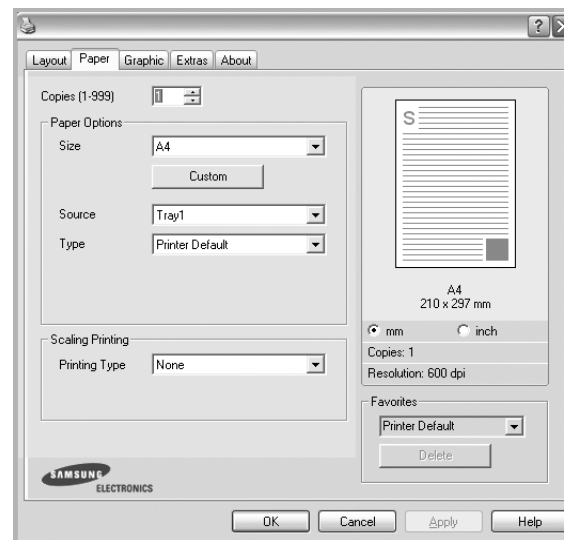 ?
Layout Paper Graphic Extras About
Copies (1-999) 1
Paper Options
Size A4
Custom
Source Tray1
Type Printer Default
Scaling Printing
Printing Type None
S
A4
210 x 297 mm
mm inch
Copies: 1
Resolution: 600 dpi
Favorites
Printer Default
Delete
SAMSUNG
ELECTRONICS
OK Cancel Apply Help